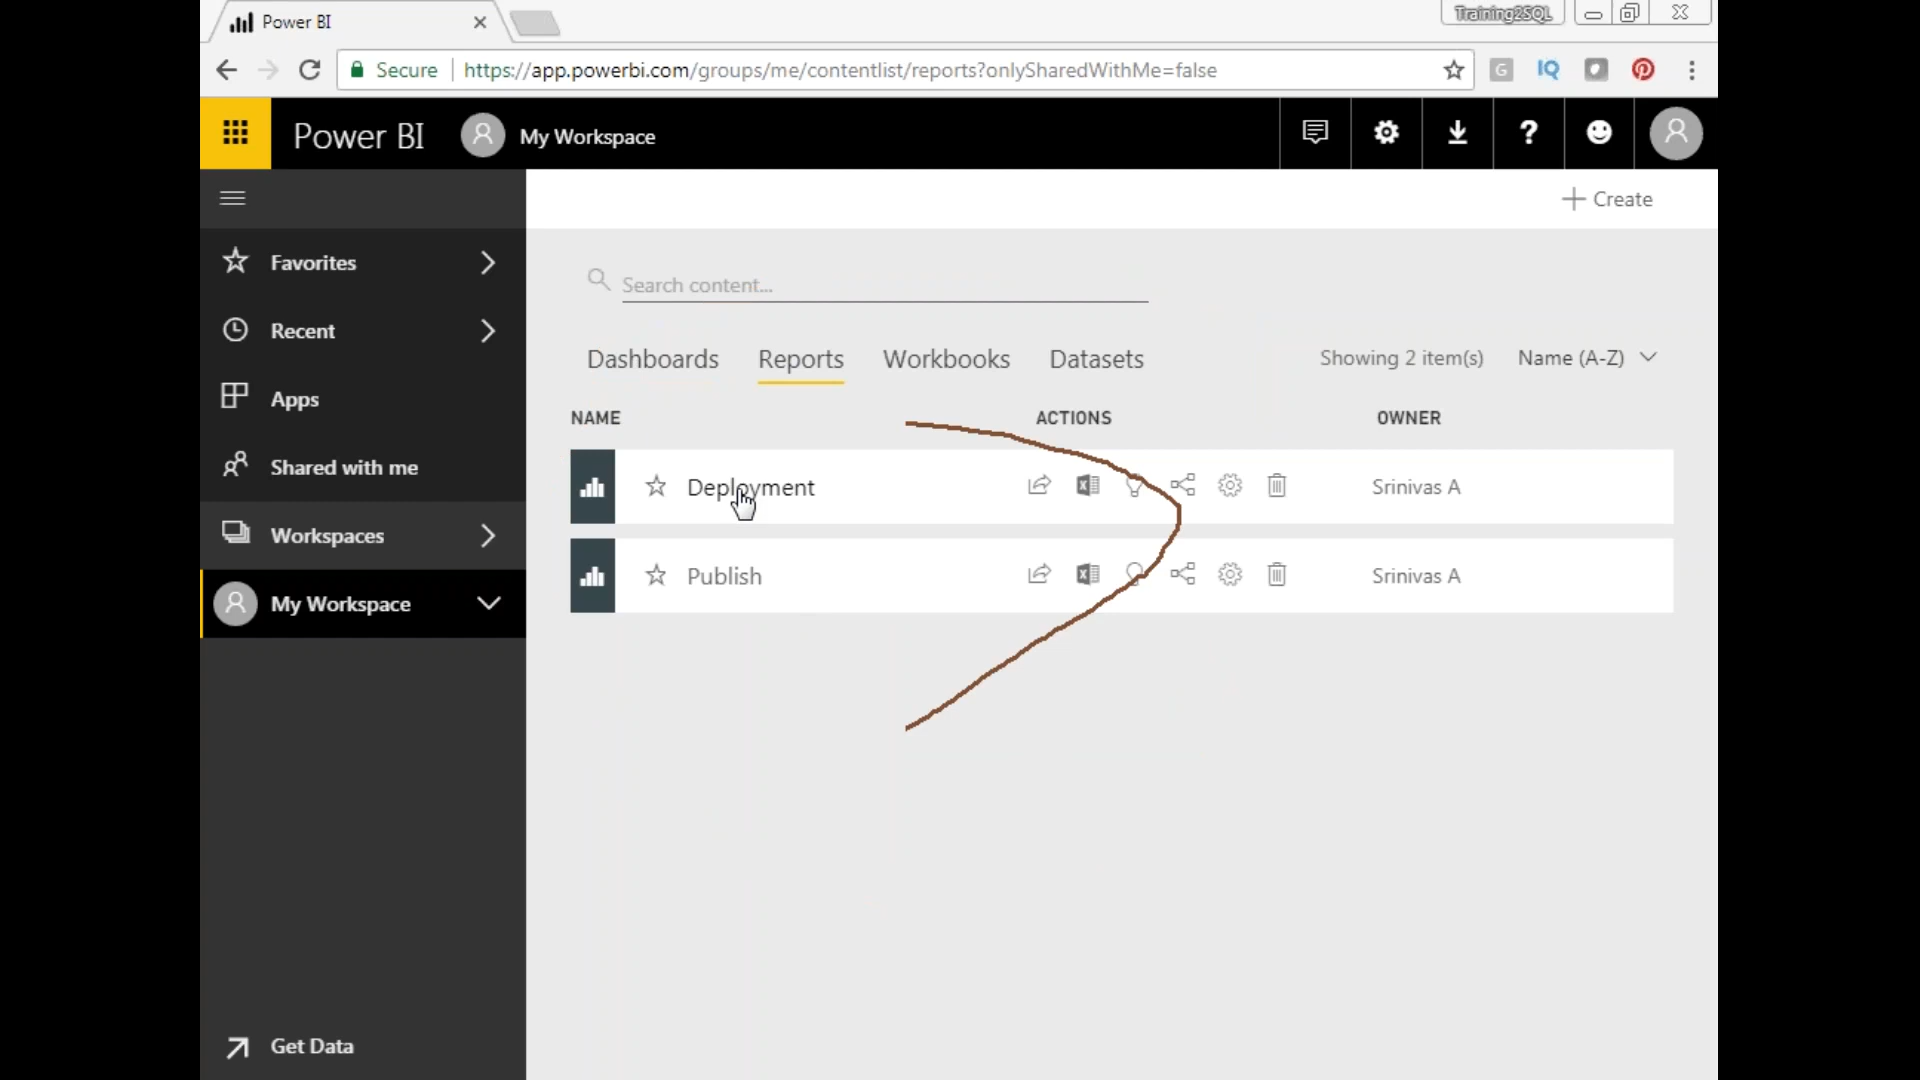 Power BI
Training2SQL
Secure
https://app.powerbi.com/groups/me/contentlist/reports?onlySharedWithMe=false
G
IQ
Power BI
My Workspace
?
Create
Favorites
Search content...
Recent
Dashboards Reports Workbooks Datasets
Showing 2 item(s)
Name (A-Z)
Apps
NAME ACTIONS OWNER
Shared with me
Deployment
Srinivas A
Workspaces
Publish
Srinivas A
My Workspace
Get Data